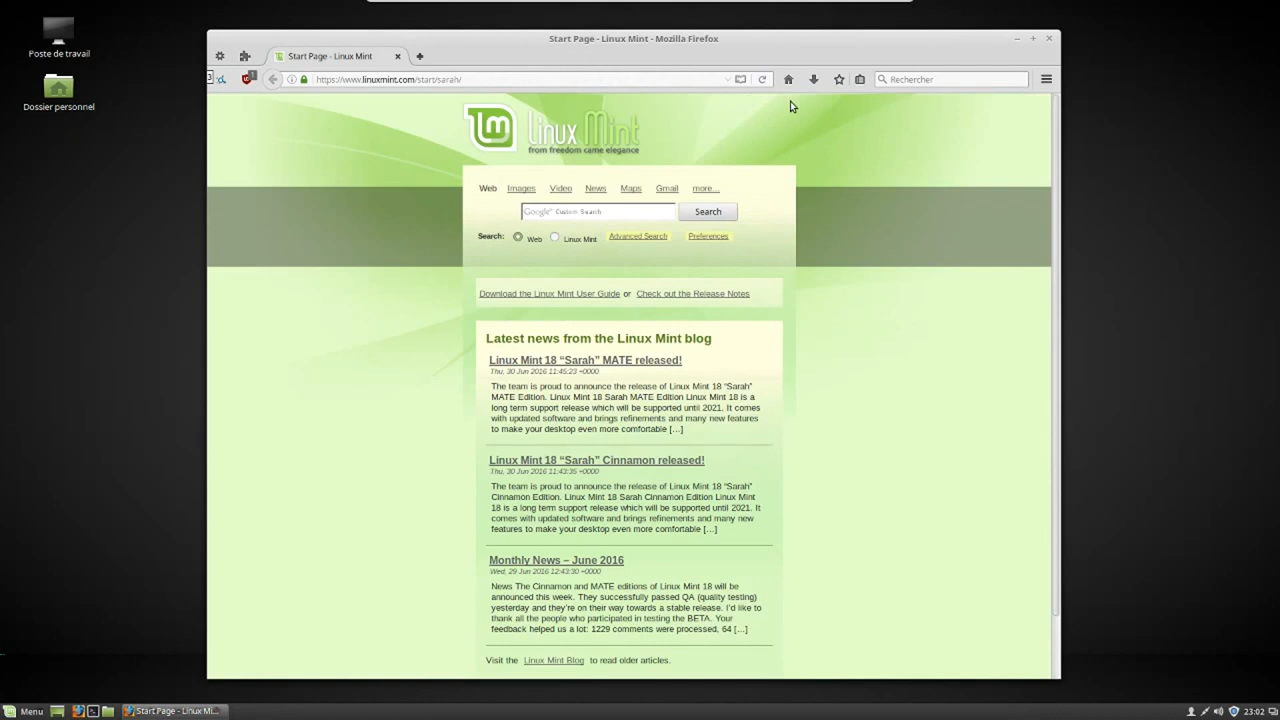 Poste de travail
Dossier personnel
Start Page - Linux Mint - Mozilla Firefox
Start Page - Linux Mint
https://www.linuxmint.com/start/sarah/
Rechercher
Linux Mint
from freedom came elegance
Web Images Video News Maps Gmail more...
Google Custom Search Search
Search: Web Linux Mint Advanced Search Preferences
Download the Linux Mint User Guide or Check out the Release Notes
Latest news from the Linux Mint blog
Linux Mint 18 “Sarah” MATE released!
Thu, 30 Jun 2016 11:45:23 +0000
The team is proud to announce the release of Linux Mint 18 “Sarah”
MATE Edition. Linux Mint 18 Sarah MATE Edition Linux Mint 18 is a
long term support release which will be supported until 2021. It comes
with updated software and brings refinements and many new features
to make your desktop even more comfortable […]
Linux Mint 18 “Sarah” Cinnamon released!
Thu, 30 Jun 2016 11:43:35 +0000
The team is proud to announce the release of Linux Mint 18 “Sarah”
Cinnamon Edition. Linux Mint 18 Sarah Cinnamon Edition Linux Mint
18 is a long term support release which will be supported until 2021. It
comes with updated software and brings refinements and many new
features to make your desktop even more comfortable […]
Monthly News – June 2016
Wed, 29 Jun 2016 12:43:30 +0000
News The Cinnamon and MATE editions of Linux Mint 18 will be
announced this week. They successfully passed QA (quality testing)
yesterday and they’re on their way towards a stable release. I’d like to
thank all the people who participated in testing the BETA. Your
feedback helped us a lot: 1229 comments were processed, 64 […]
Visit the Linux Mint Blog to read older articles.
Menu
Start Page - Linux Mi...
23:02